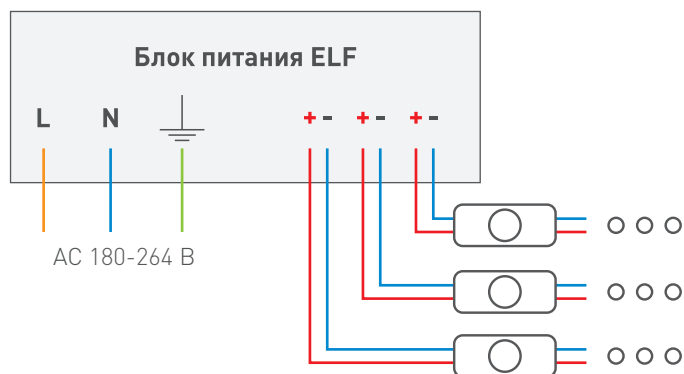 Блок питания ELF
L N + - + - + -
AC 180-264 В